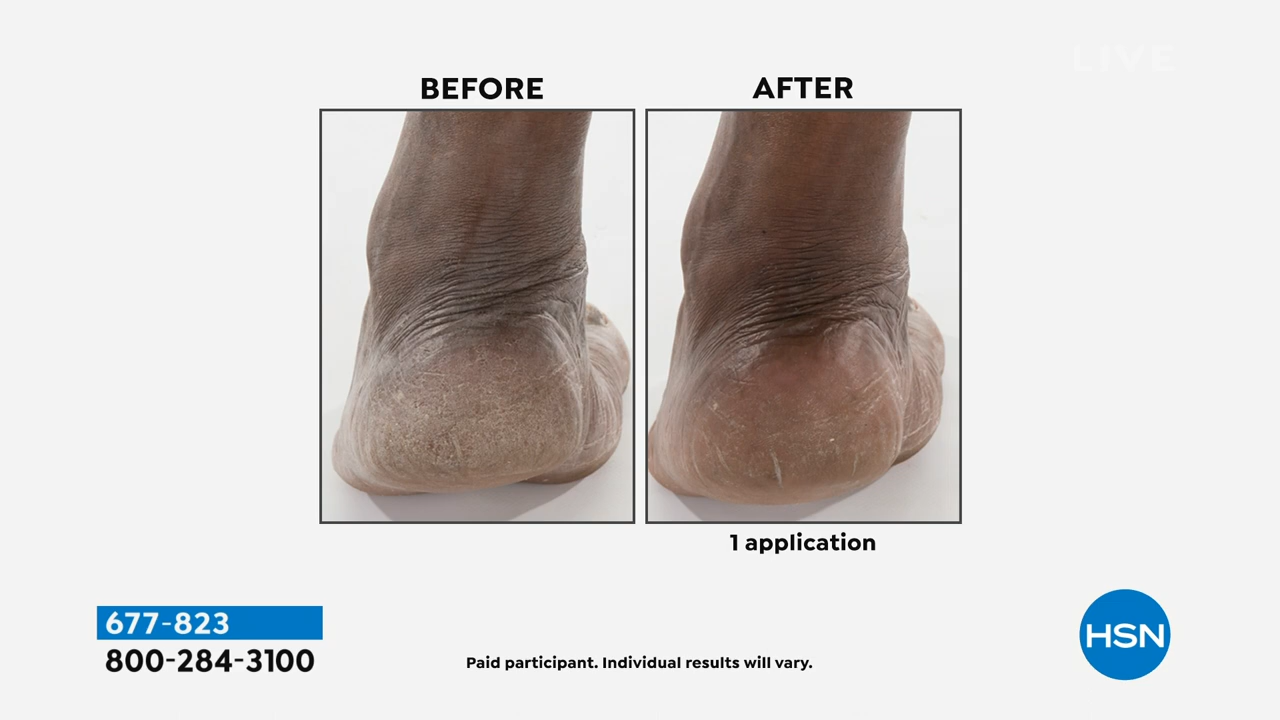 LIVE
BEFORE
AFTER
1 application
677-823
800-284-3100
Paid participant. Individual results will vary.
HSN